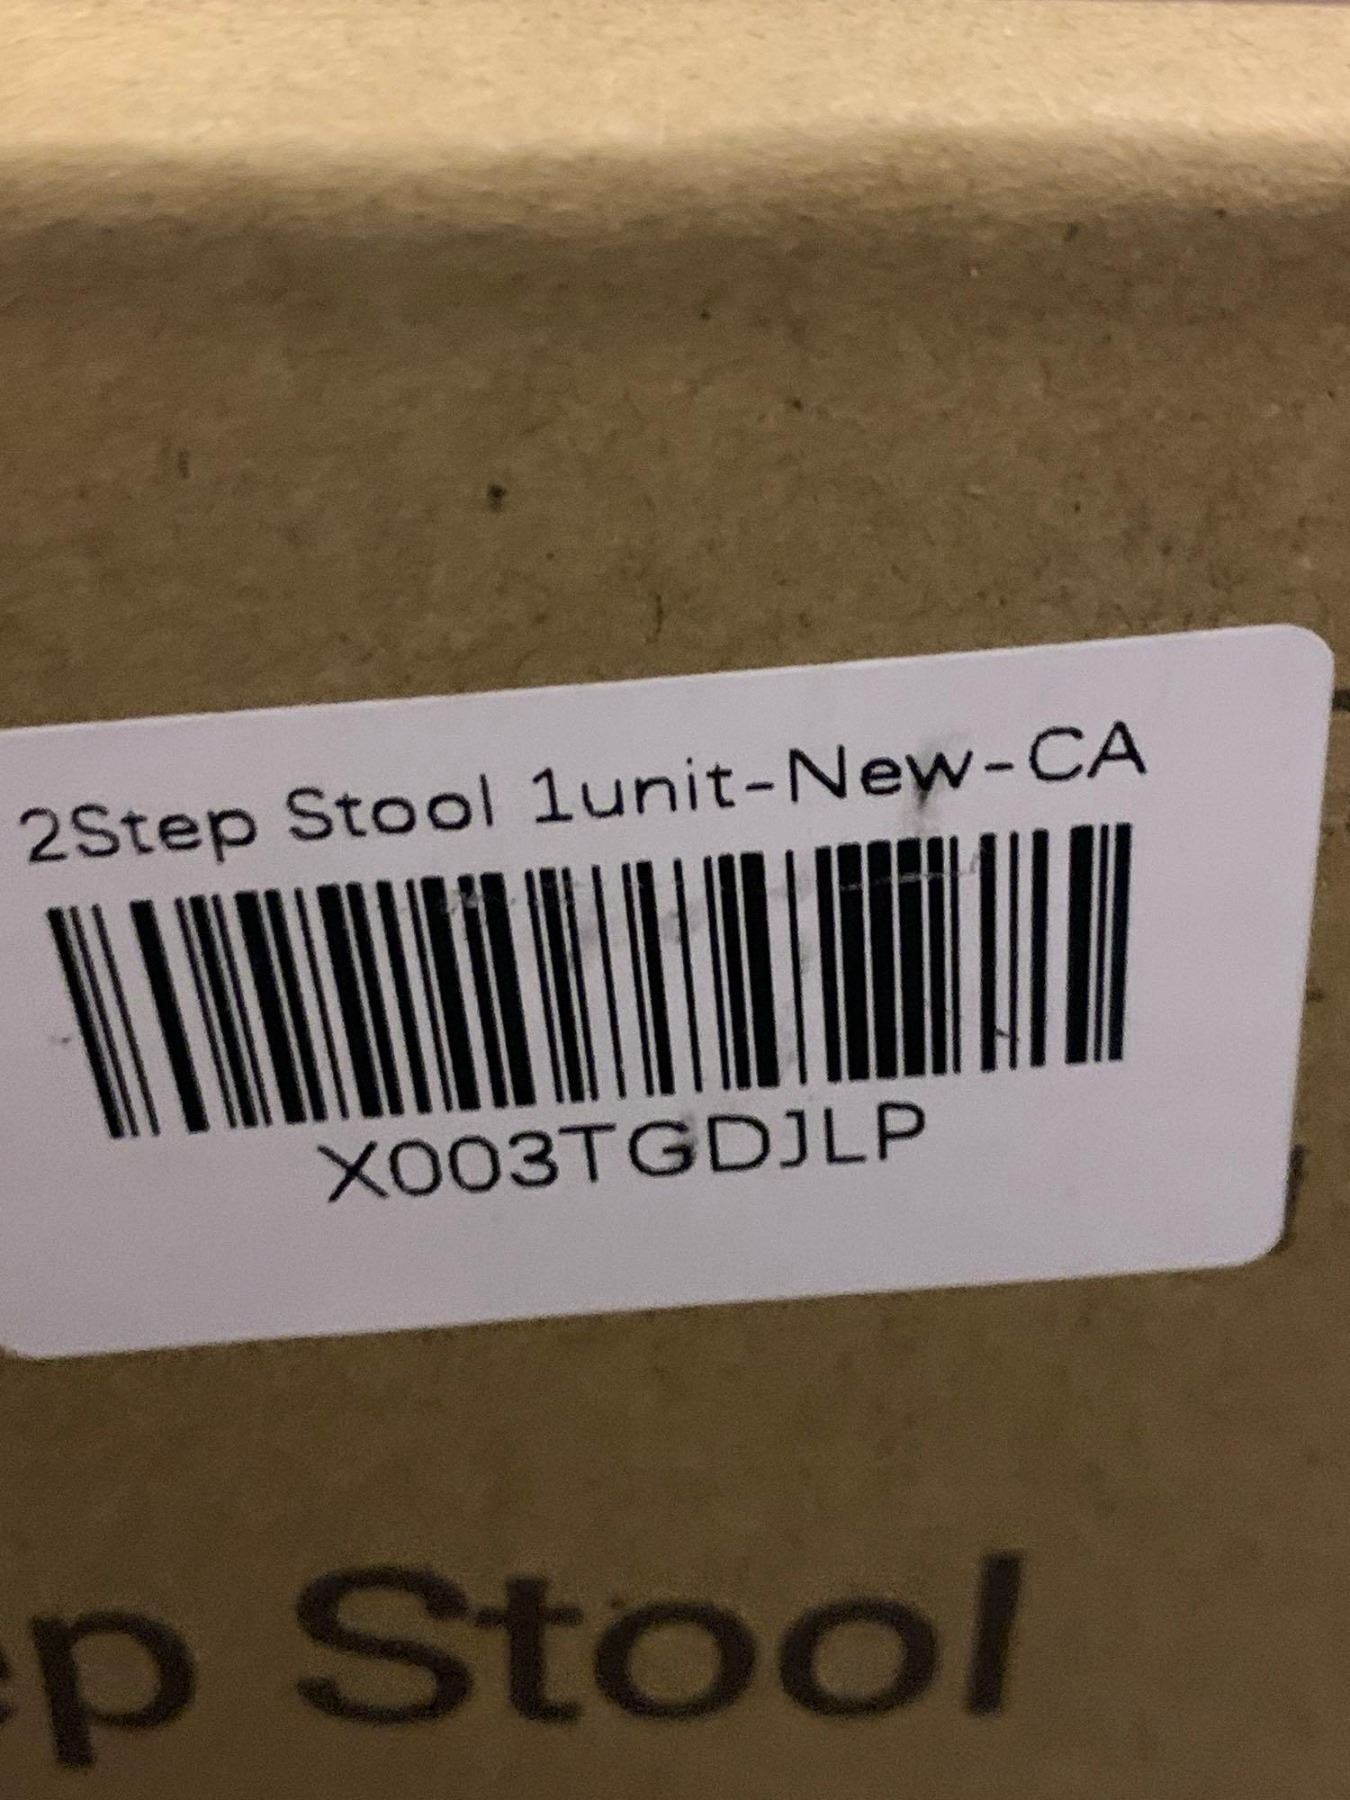 2Step Stool 1unit-New-CA
X003TGDJLP
ep Stool